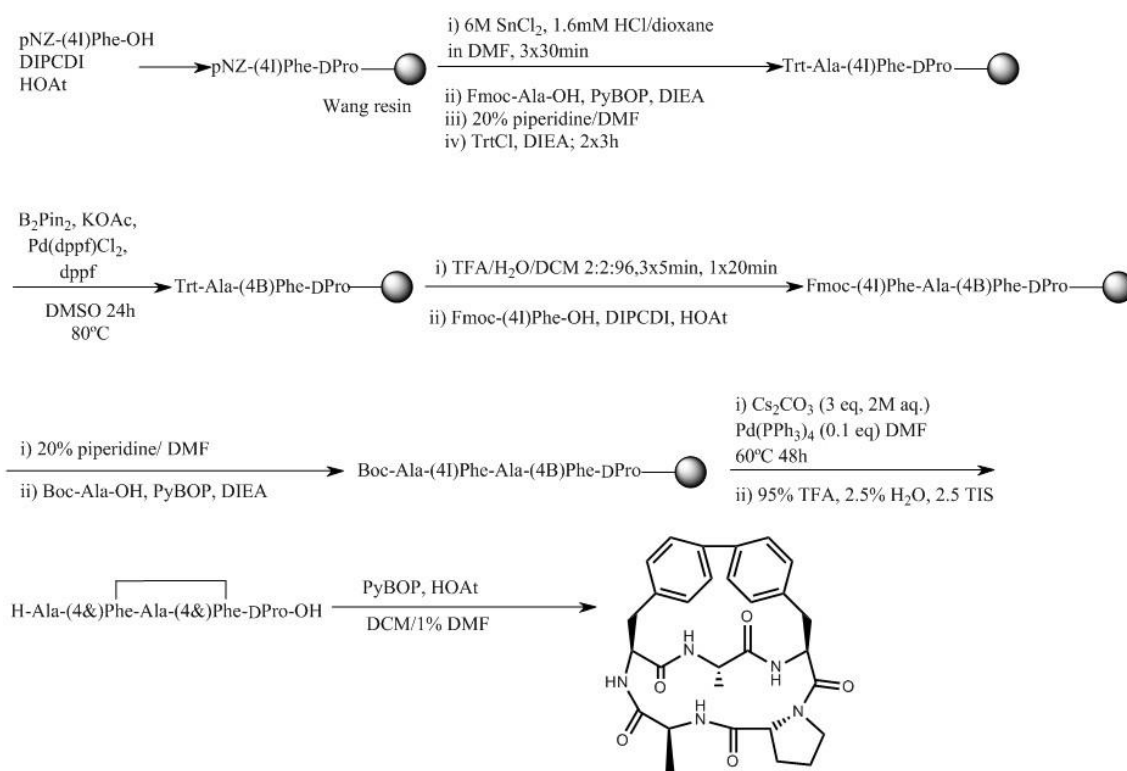 pNZ-(4I)Phe-OH
DIPCDI
HOAt
pNZ-(4I)Phe-DPro
Wang resin
i) 6M SnCl₂, 1.6mM HCl/dioxane
in DMF, 3x30min
ii) Fmoc-Ala-OH, PyBOP, DIEA
iii) 20% piperidine/DMF
iv) TrtCl, DIEA; 2x3h
Trt-Ala-(4I)Phe-DPro
B₂Pin₂, KOAc,
Pd(dppf)Cl₂,
dppf
DMSO 24h
80ºC
Trt-Ala-(4B)Phe-DPro
i) TFA/H₂O/DCM 2:2:96,3x5min, 1x20min
ii) Fmoc-(4I)Phe-OH, DIPCDI, HOAt
Fmoc-(4I)Phe-Ala-(4B)Phe-DPro
i) 20% piperidine/ DMF
ii) Boc-Ala-OH, PyBOP, DIEA
Boc-Ala-(4I)Phe-Ala-(4B)Phe-DPro
i) Cs₂CO₃ (3 eq, 2M aq.)
Pd(PPh₃)₄ (0.1 eq) DMF
60ºC 48h
ii) 95% TFA, 2.5% H₂O, 2.5 TIS
H-Ala-(4&)Phe-Ala-(4&)Phe-DPro-OH
PyBOP, HOAt
DCM/1% DMF
O
H
N
O
N
H
HN
O
O
H
N
N
O
O